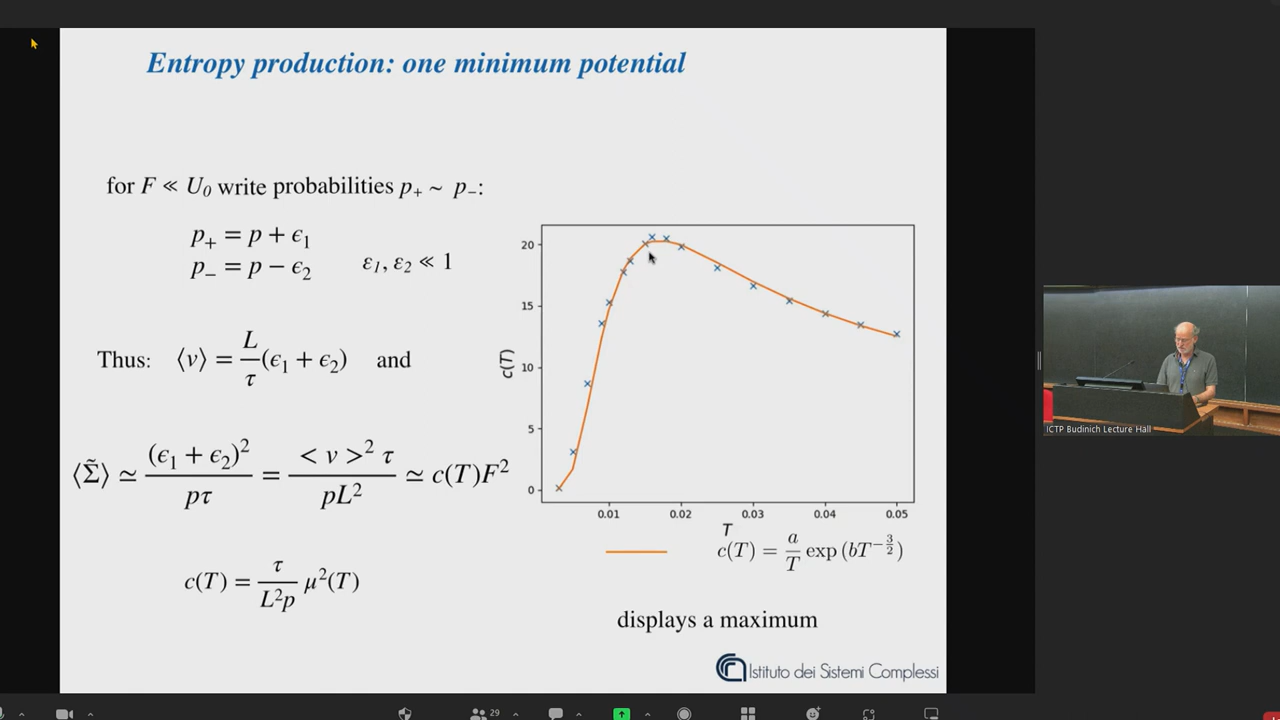 Entropy production: one minimum potential
for F ≪ U₀ write probabilities p₊ ~ p₋:
p₊ = p + ϵ₁
p₋ = p − ϵ₂
ε₁, ε₂ ≪ 1
Thus: ⟨v⟩ = L/τ (ϵ₁ + ϵ₂) and
⟨Σ̃⟩ ≃ (ϵ₁ + ϵ₂)²/pτ = < v >² τ/pL² ≃ c(T)F²
c(T) = τ/L²p μ²(T)
c(T)
20
15
10
5
0
0.01 0.02 0.03 0.04 0.05
T
c(T) = a/T exp (bT^{-3/2})
displays a maximum
Istituto dei Sistemi Complessi
ICTP Budinich Lecture Hall
29